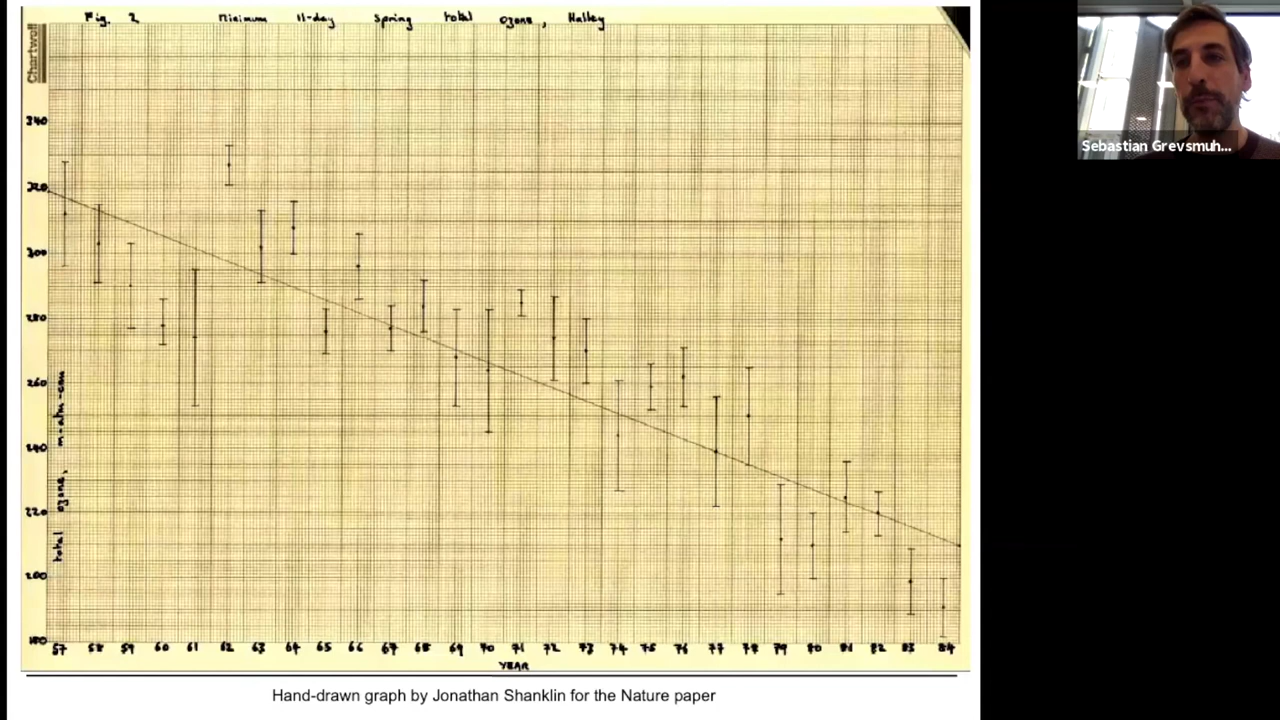 Fig. 2 Minimum 11-day Spring total ozone, Halley
Chartwell
Sebastian Grevsmuh...
340
320
300
280
260
240
220
200
180
total ozone, m-atm-cm
57 58 59 60 61 62 63 64 65 66 67 68 69 70 71 72 73 74 75 76 77 78 79 80 81 82 83 84
YEAR
Hand-drawn graph by Jonathan Shanklin for the Nature paper